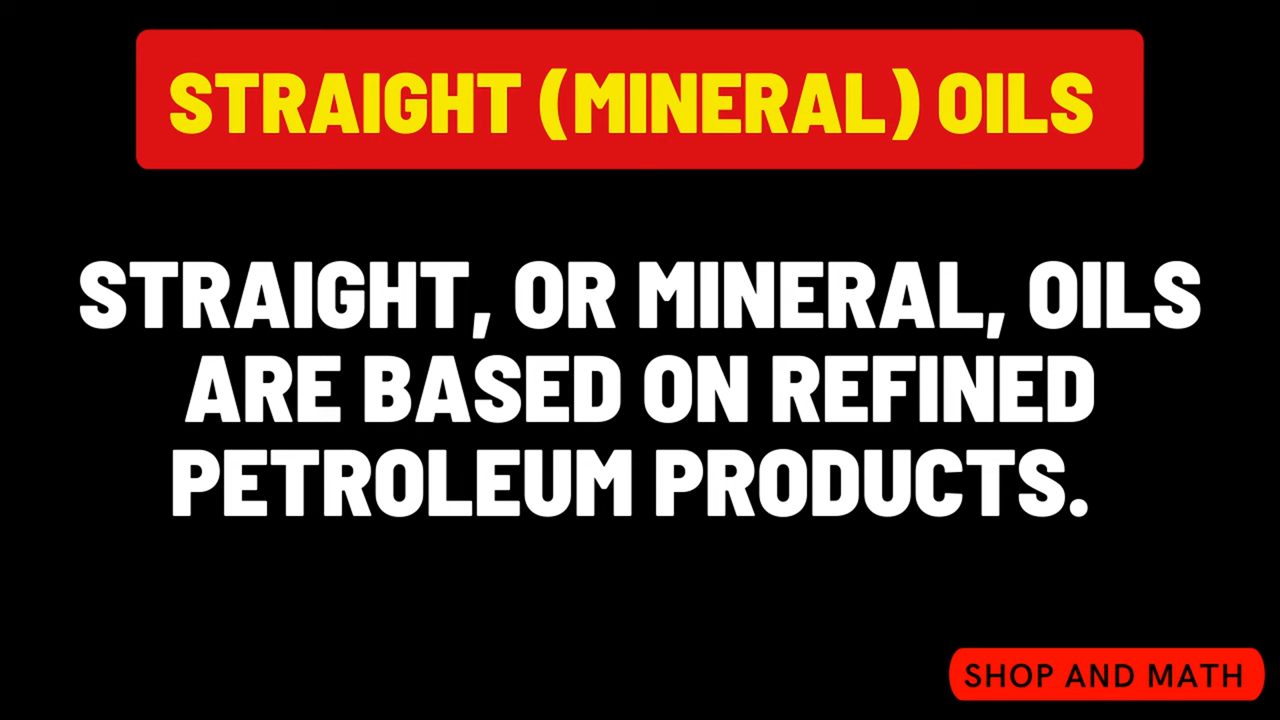 STRAIGHT (MINERAL) OILS
STRAIGHT, OR MINERAL, OILS
ARE BASED ON REFINED
PETROLEUM PRODUCTS.
SHOP AND MATH